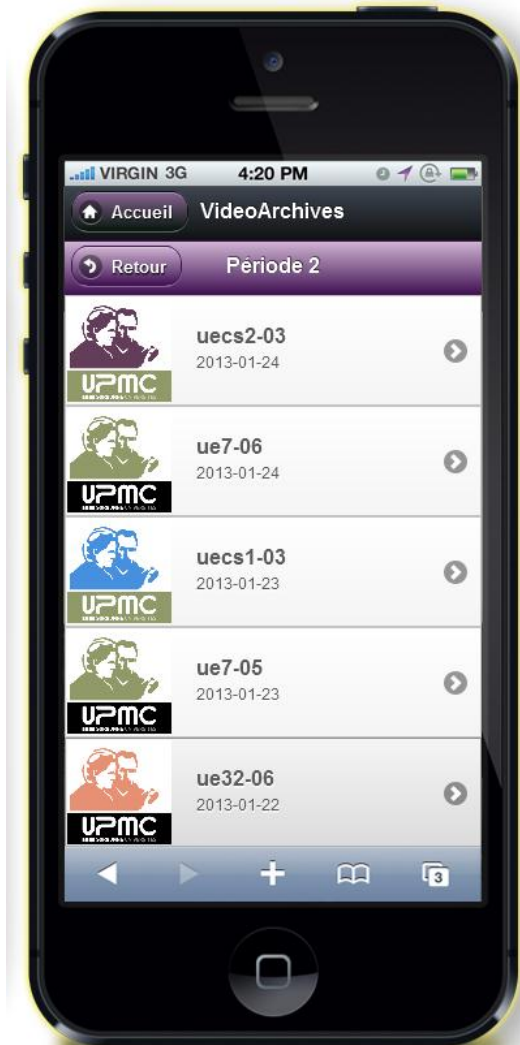 VIRGIN 3G 4:20 PM
Accueil VideoArchives
Retour Période 2
uecs2-03
2013-01-24
UPMC
ue7-06
2013-01-24
UPMC
uecs1-03
2013-01-23
UPMC
ue7-05
2013-01-23
UPMC
ue32-06
2013-01-22
UPMC
3